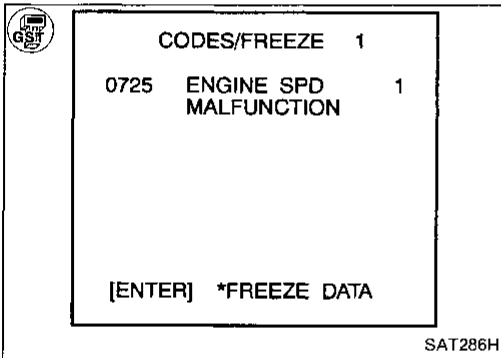 GST
CODES/FREEZE 1
0725 ENGINE SPD 1
MALFUNCTION
[ENTER] *FREEZE DATA
SAT286H